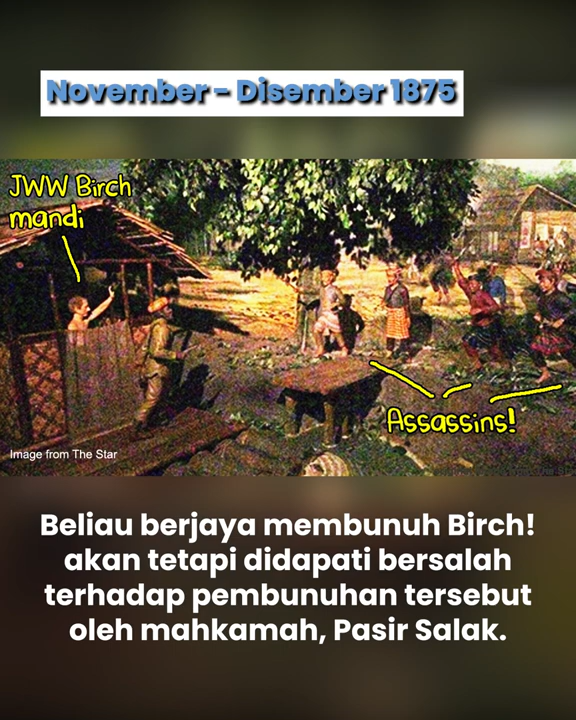 November – Disember 1875
JWW Birch
mandi
Assassins!
Image from The Star
Beliau berjaya membunuh Birch!
akan tetapi didapati bersalah
terhadap pembunuhan tersebut
oleh mahkamah, Pasir Salak.